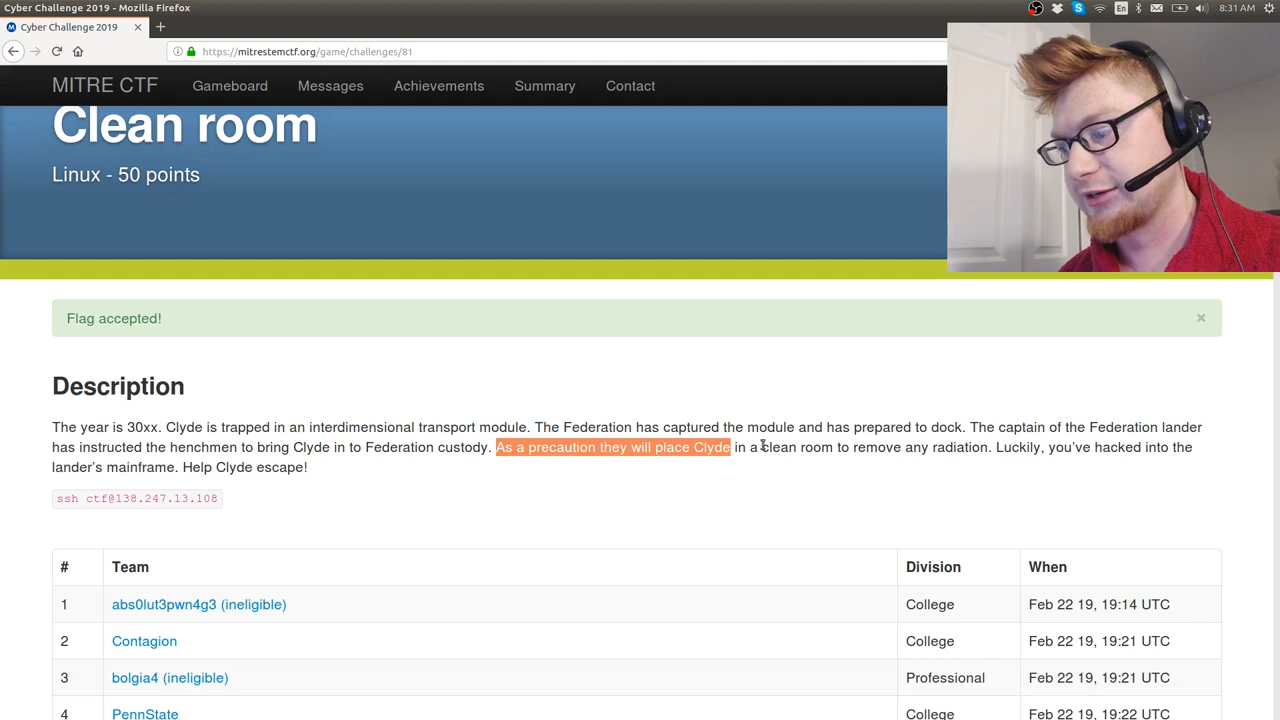 Cyber Challenge 2019 - Mozilla Firefox
En
8:31 AM
Cyber Challenge 2019
https://mitrestemctf.org/game/challenges/81
MITRE CTF Gameboard Messages Achievements Summary Contact
Clean room
Linux - 50 points
Flag accepted!
Description
The year is 30xx. Clyde is trapped in an interdimensional transport module. The Federation has captured the module and has prepared to dock. The captain of the Federation lander
has instructed the henchmen to bring Clyde in to Federation custody. As a precaution they will place Clyde in a clean room to remove any radiation. Luckily, you've hacked into the
lander's mainframe. Help Clyde escape!
ssh ctf@138.247.13.108
# Team Division When
1 abs0lut3pwn4g3 (ineligible) College Feb 22 19, 19:14 UTC
2 Contagion College Feb 22 19, 19:21 UTC
3 bolgia4 (ineligible) Professional Feb 22 19, 19:21 UTC
4 PennState College Feb 22 19, 19:22 UTC